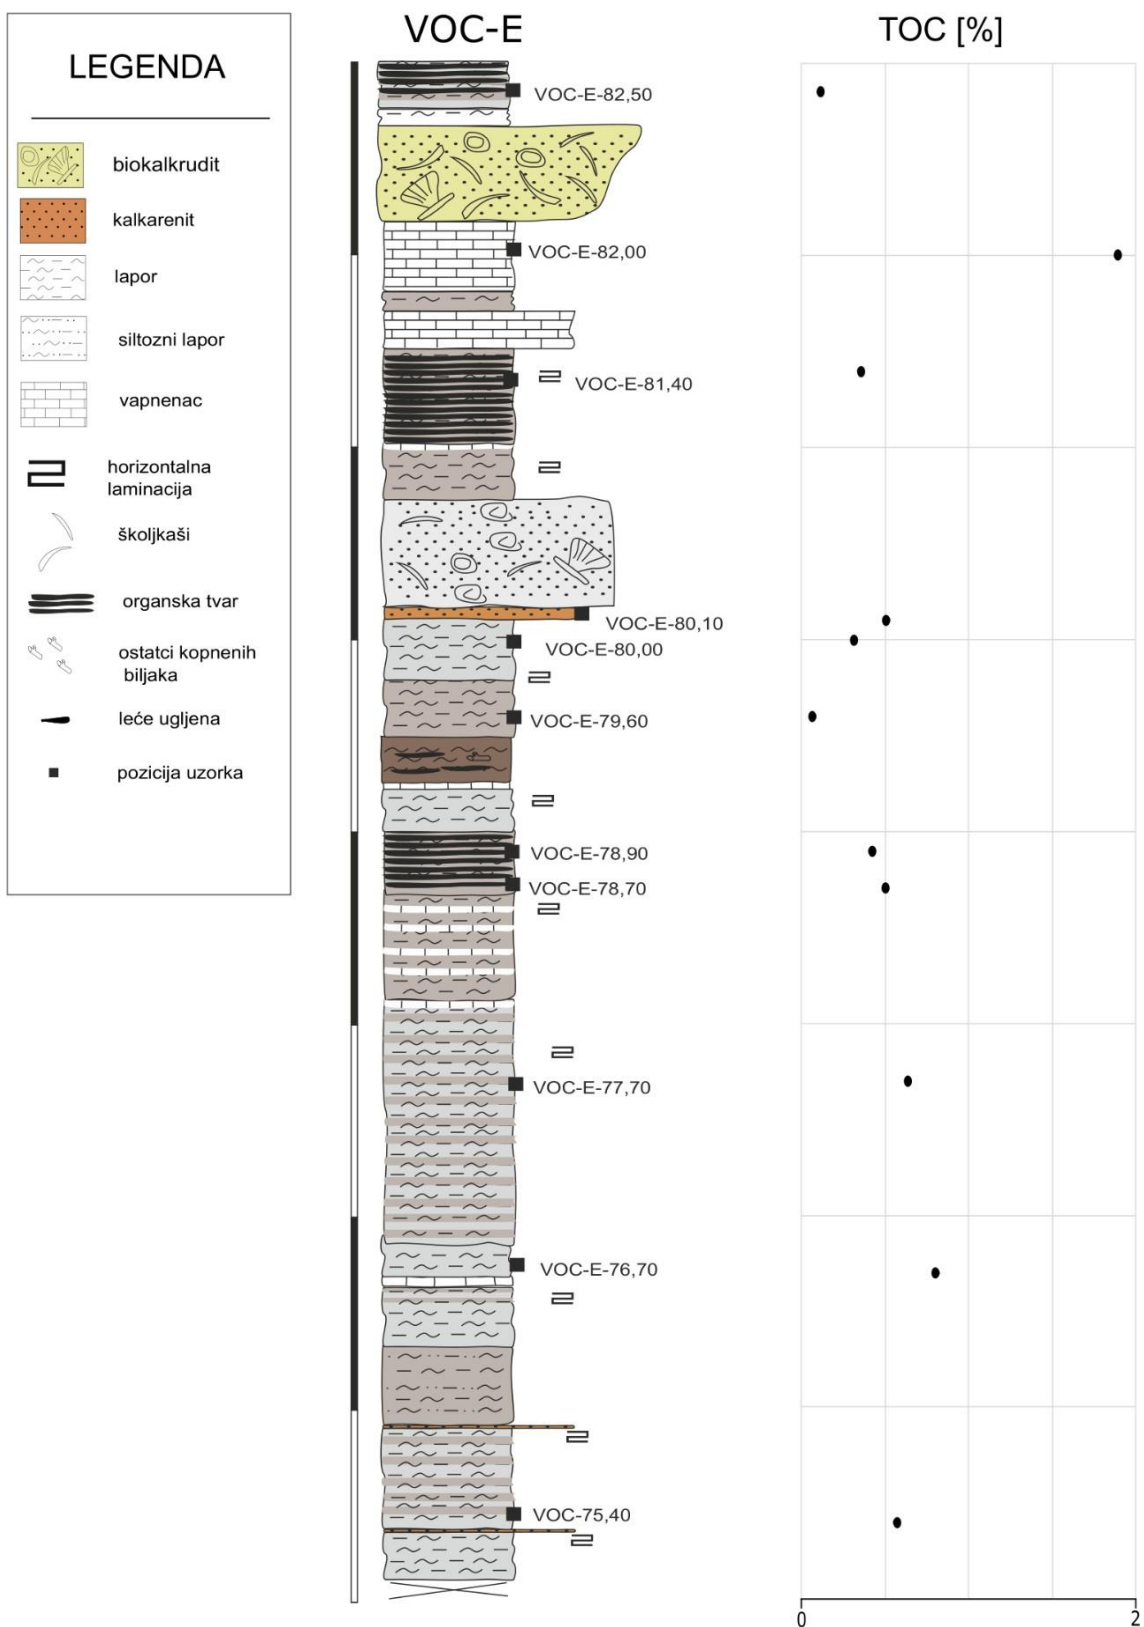 LEGENDA
biokalkrudit
kalkarenit
lapor
siltozni lapor
vapnenac
horizontalna
laminacija
školjkaši
organska tvar
ostatci kopnenih
biljaka
leće ugljena
pozicija uzorka
VOC-E
VOC-E-82,50
VOC-E-82,00
VOC-E-81,40
VOC-E-80,10
VOC-E-80,00
VOC-E-79,60
VOC-E-78,90
VOC-E-78,70
VOC-E-77,70
VOC-E-76,70
VOC-75,40
TOC [%]
0
2